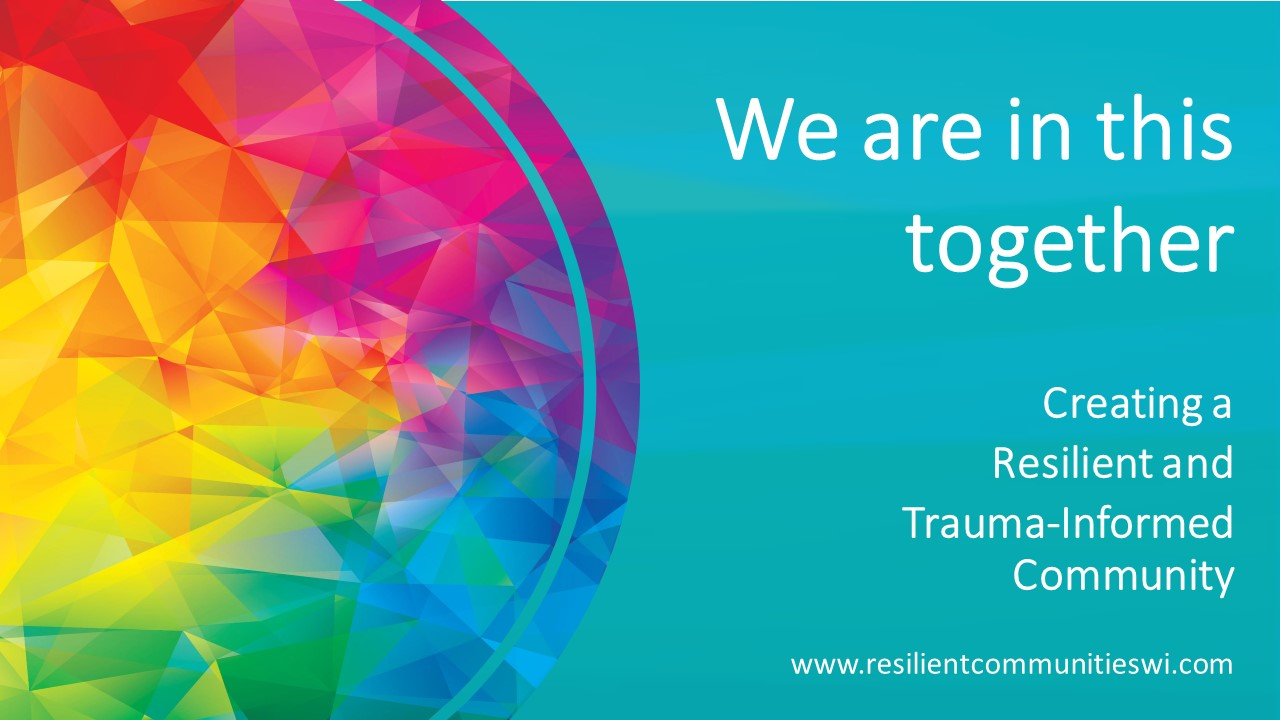 We are in this
together
Creating a
Resilient and
Trauma-Informed
Community
www.resilientcommunitieswi.com